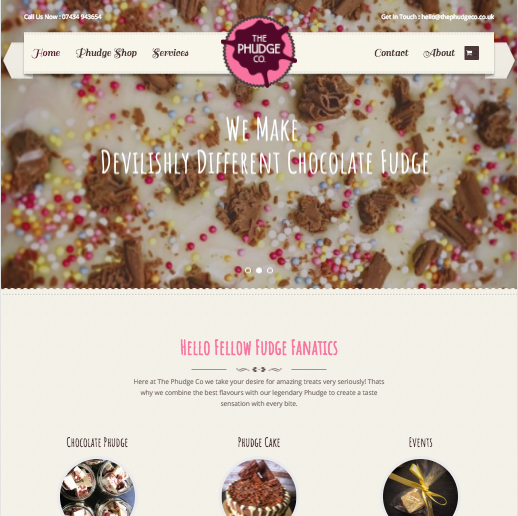 Call Us Now : 07434 943654
Get In Touch : hello@thephudgeco.co.uk
Home
Phudge Shop
Services
THE
PHUDGE
CO.
Contact
About
We Make
Devilishly Different Chocolate Fudge
Hello Fellow Fudge Fanatics
Here at The Phudge Co we take your desire for amazing treats very seriously! Thats
why we combine the best flavours with our legendary Phudge to create a taste
sensation with every bite.
Chocolate Phudge
Phudge Cake
Events